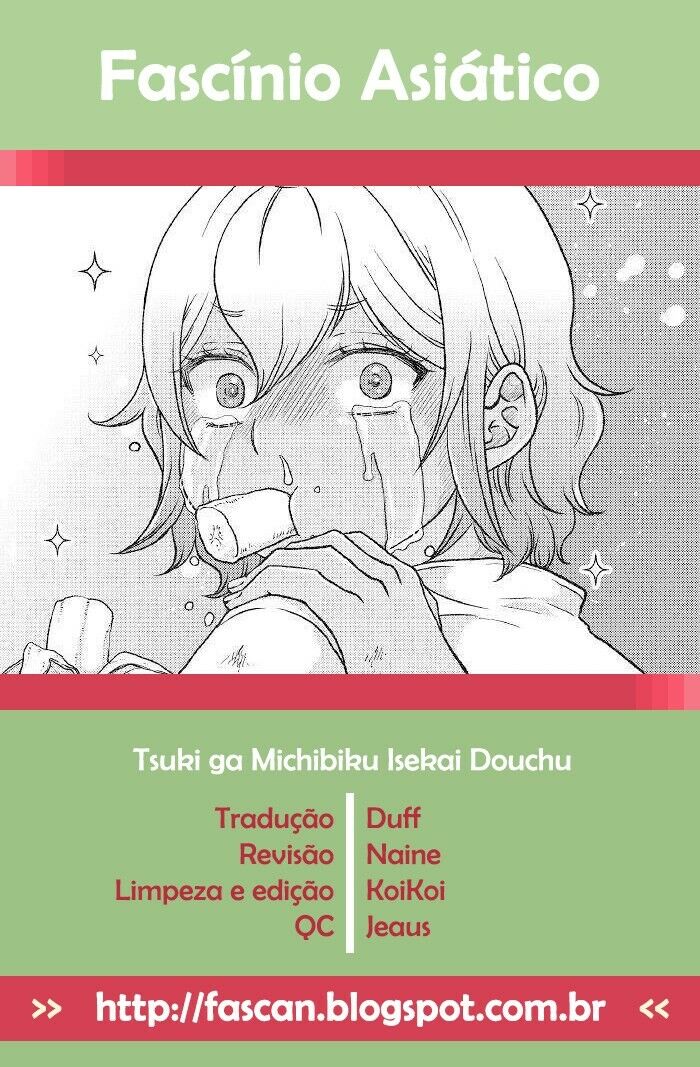 Fascínio Asiático
Tsuki ga Michibiku Isekai Douchu
Tradução Duff
Revisão Naine
Limpeza e edição KoiKoi
QC Jeaus
>> http://fascan.blogspot.com.br <<